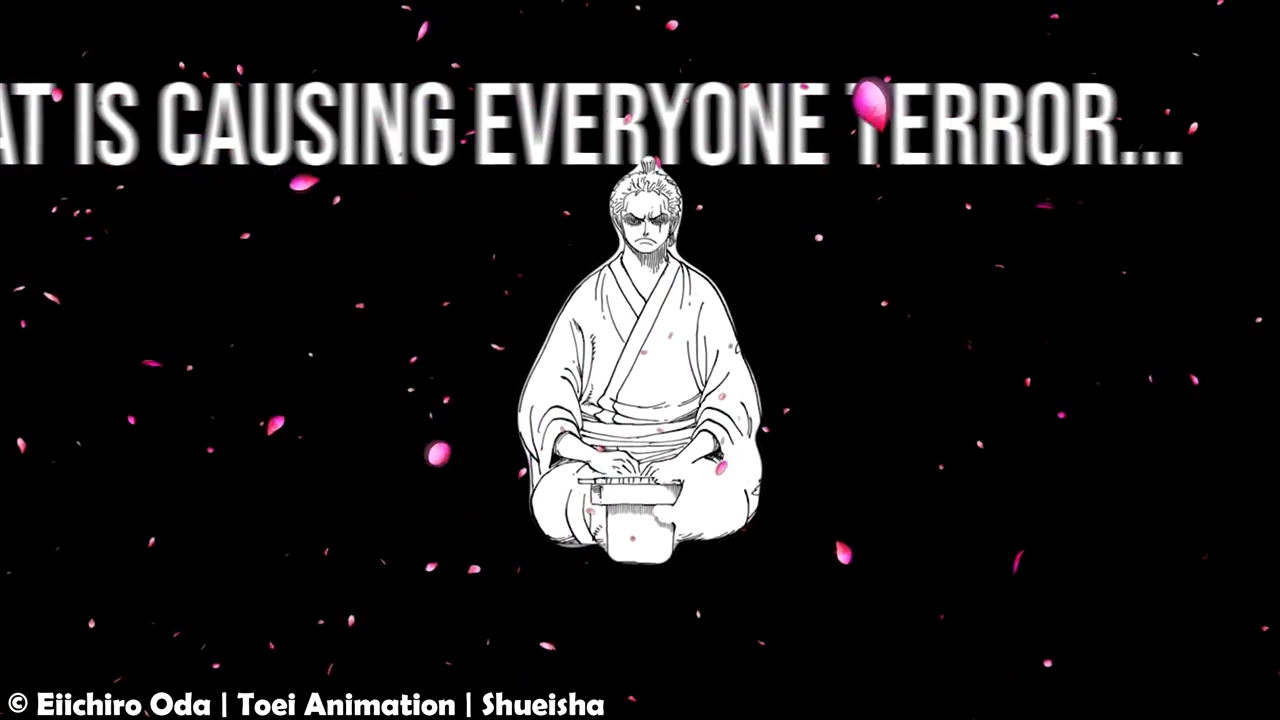 AT IS CAUSING EVERYONE TERROR...
© Eiichiro Oda | Toei Animation | Shueisha